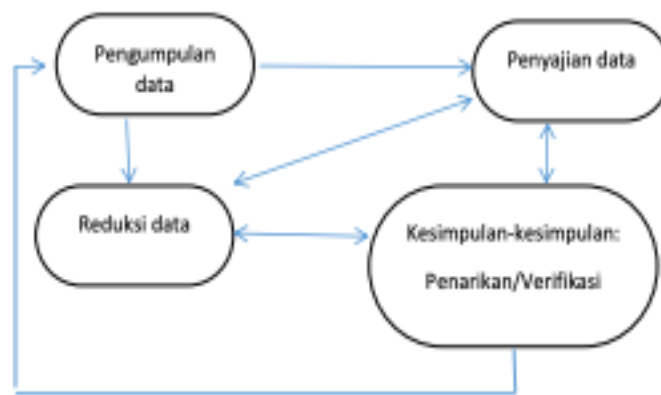 Pengumpulan
data
Penyajian data
Reduksi data
Kesimpulan-kesimpulan:
Penarikan/Verifikasi